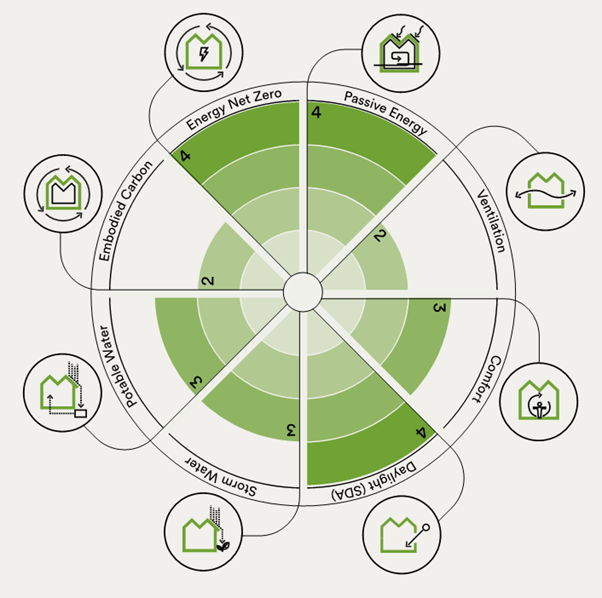 Energy Net Zero
4
Passive Energy
4
Ventilation
2
Comfort
3
Daylight (SDA)
4
Storm Water
3
Potable Water
3
Embodied Carbon
2